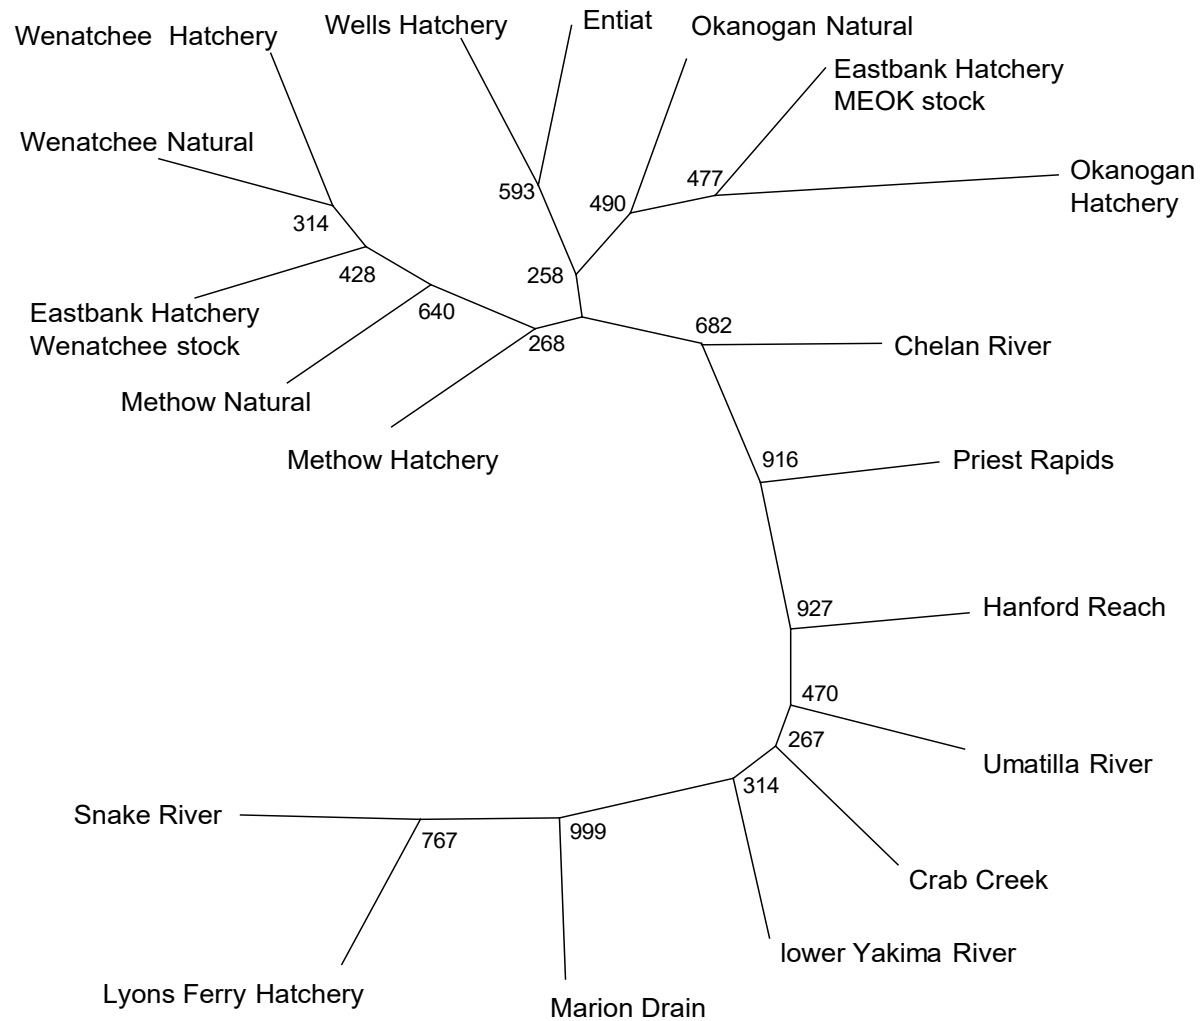 Wenatchee Hatchery
Wells Hatchery
Entiat
Okanogan Natural
Eastbank Hatchery
MEOK stock
Wenatchee Natural
Okanogan
Hatchery
593
490
477
314
258
428
Eastbank Hatchery
Wenatchee stock
640
268
682
Chelan River
Methow Natural
Methow Hatchery
916
Priest Rapids
927
Hanford Reach
470
267
Umatilla River
314
Snake River
767
999
Crab Creek
lower Yakima River
Lyons Ferry Hatchery
Marion Drain